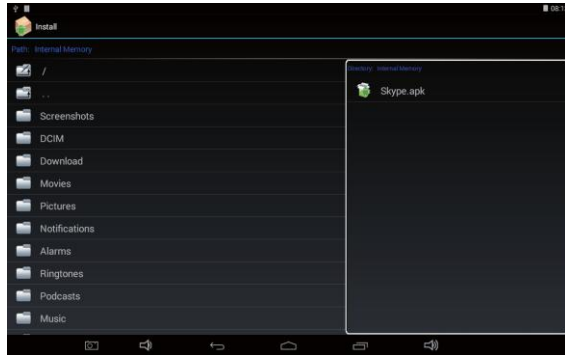 Install
Path: Internal Memory
/
..
Screenshots
DCIM
Download
Movies
Pictures
Notifications
Alarms
Ringtones
Podcasts
Music
Directory: Internal Memory
Skype.apk